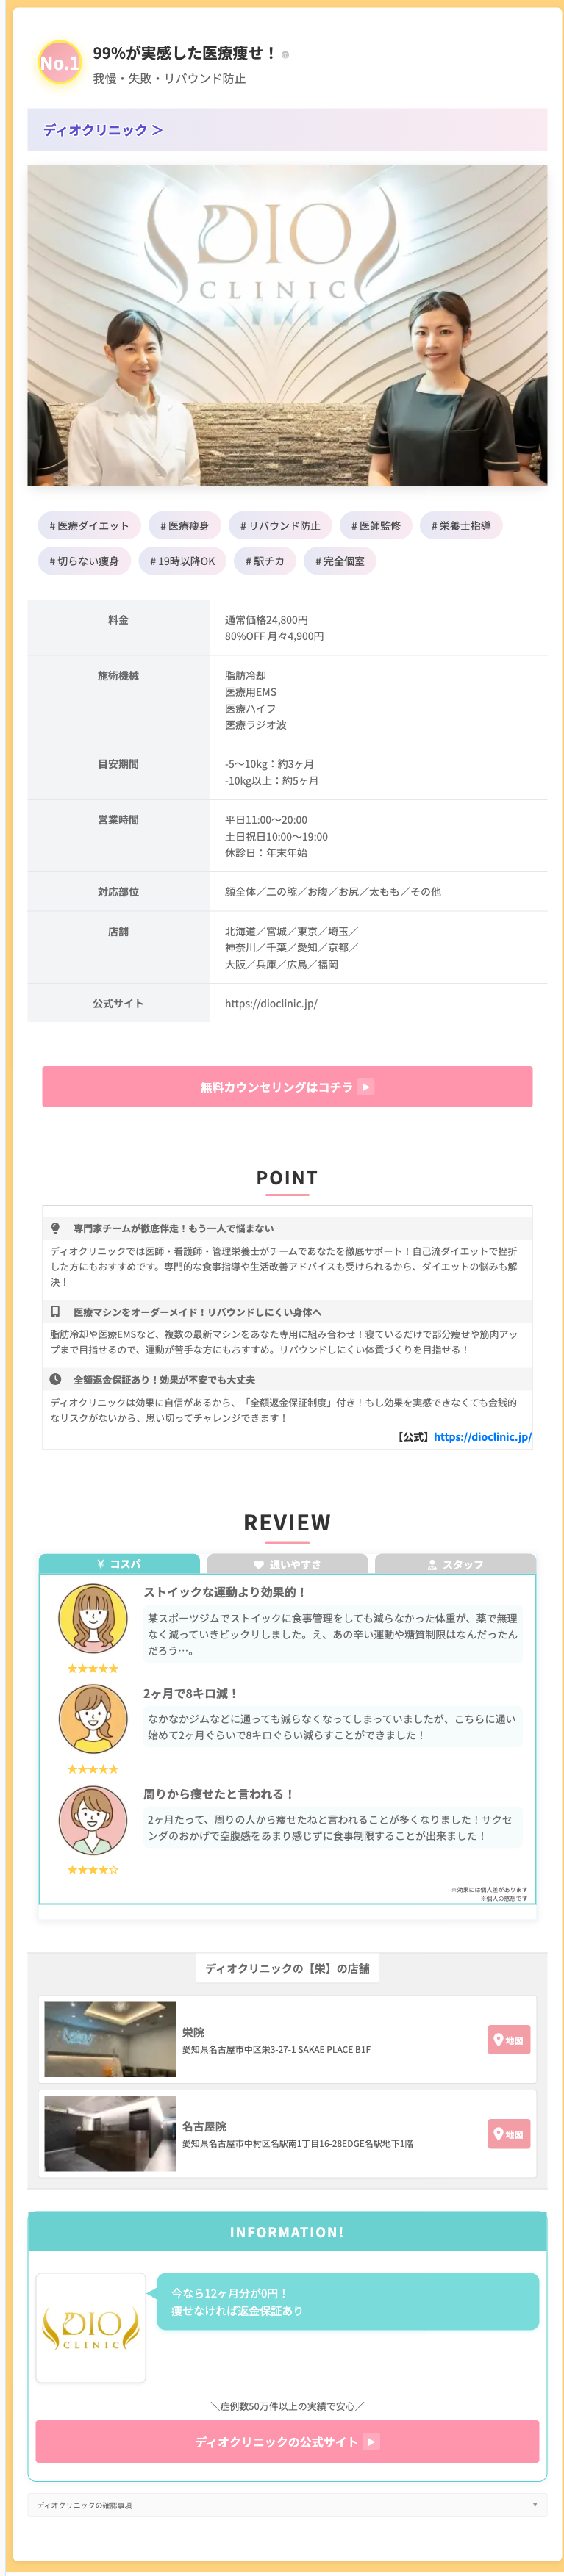 No.1
99%が実感した医療痩せ！
我慢・失敗・リバウンド防止
ディオクリニック ＞
DIO
CLINIC
# 医療ダイエット
# 医療痩身
# リバウンド防止
# 医師監修
# 栄養士指導
# 切らない痩身
# 19時以降OK
# 駅チカ
# 完全個室
料金
通常価格24,800円
80%OFF 月々4,900円
施術機械
脂肪冷却
医療用EMS
医療ハイフ
医療ラジオ波
目安期間
-5〜10kg：約3ヶ月
-10kg以上：約5ヶ月
営業時間
平日11:00〜20:00
土日祝日10:00〜19:00
休診日：年末年始
対応部位
顔全体／二の腕／お腹／お尻／太もも／その他
店舗
北海道／宮城／東京／埼玉／
神奈川／千葉／愛知／京都／
大阪／兵庫／広島／福岡
公式サイト
https://dioclinic.jp/
無料カウンセリングはコチラ
POINT
専門家チームが徹底伴走！もう一人で悩まない
ディオクリニックでは医師・看護師・管理栄養士がチームであなたを徹底サポート！自己流ダイエットで挫折
した方にもおすすめです。専門的な食事指導や生活改善アドバイスも受けられるから、ダイエットの悩みも解
決！
医療マシンをオーダーメイド！リバウンドしにくい身体へ
脂肪冷却や医療EMSなど、複数の最新マシンをあなた専用に組み合わせ！寝ているだけで部分痩せや筋肉アッ
プまで目指せるので、運動が苦手な方にもおすすめ。リバウンドしにくい体質づくりを目指せる！
全額返金保証あり！効果が不安でも大丈夫
ディオクリニックは効果に自信があるから、「全額返金保証制度」付き！もし効果を実感できなくても金銭的
なリスクがないから、思い切ってチャレンジできます！
【公式】https://dioclinic.jp/
REVIEW
¥ コスパ
通いやすさ
スタッフ
ストイックな運動より効果的！
某スポーツジムでストイックに食事管理をしても減らなかった体重が、薬で無理
なく減っていきビックリしました。え、あの辛い運動や糖質制限はなんだったん
だろう…。
★★★★★
2ヶ月で8キロ減！
なかなかジムなどに通っても減らなくなってしまっていましたが、こちらに通い
始めて2ヶ月ぐらいで8キロぐらい減らすことができました！
★★★★★
周りから痩せたと言われる！
2ヶ月たって、周りの人から痩せたねと言われることが多くなりました！サクセ
ンダのおかげで空腹感をあまり感じずに食事制限することが出来ました！
★★★★☆
※効果には個人差があります
※個人の感想です
ディオクリニックの【栄】の店舗
栄院
愛知県名古屋市中区栄3-27-1 SAKAE PLACE B1F
地図
名古屋院
愛知県名古屋市中村区名駅南1丁目16-28EDGE名駅地下1階
地図
INFORMATION!
DIO
CLINIC
今なら12ヶ月分が0円！
痩せなければ返金保証あり
＼症例数50万件以上の実績で安心／
ディオクリニックの公式サイト
ディオクリニックの確認事項
▼